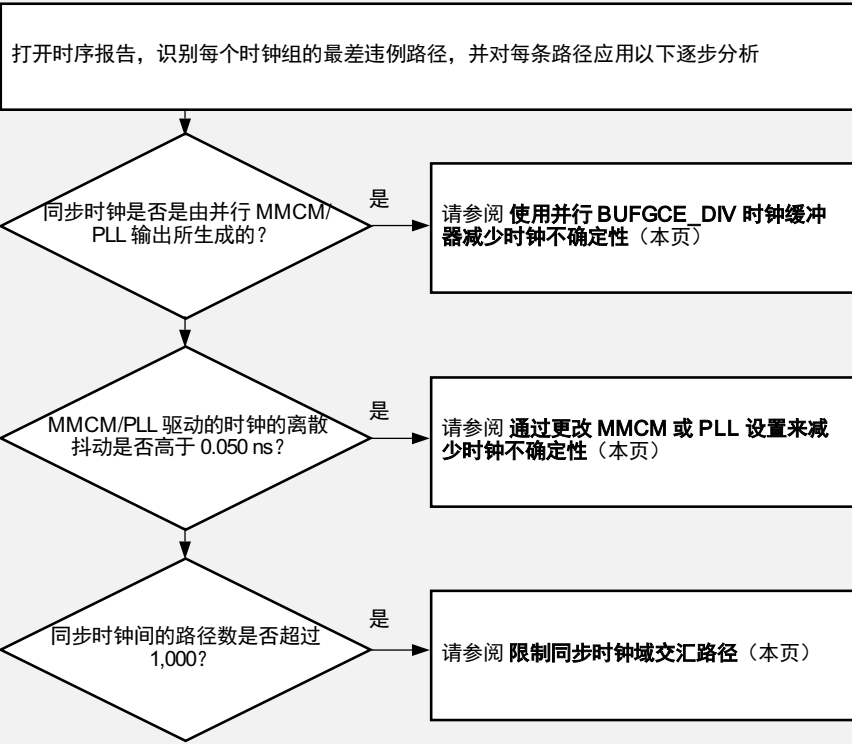 打开时序报告，识别每个时钟组的最差违例路径，并对每条路径应用以下逐步分析
同步时钟是否是由并行 MMCM/
PLL 输出所生成的？
是
请参阅 使用并行 BUFGCE_DIV 时钟缓冲
器减少时钟不确定性（本页）
MMCM/PLL 驱动的时钟的离散
抖动是否高于 0.050 ns？
是
请参阅 通过更改 MMCM 或 PLL 设置来减
少时钟不确定性（本页）
同步时钟间的路径数是否超过
1,000？
是
请参阅 限制同步时钟域交汇路径（本页）